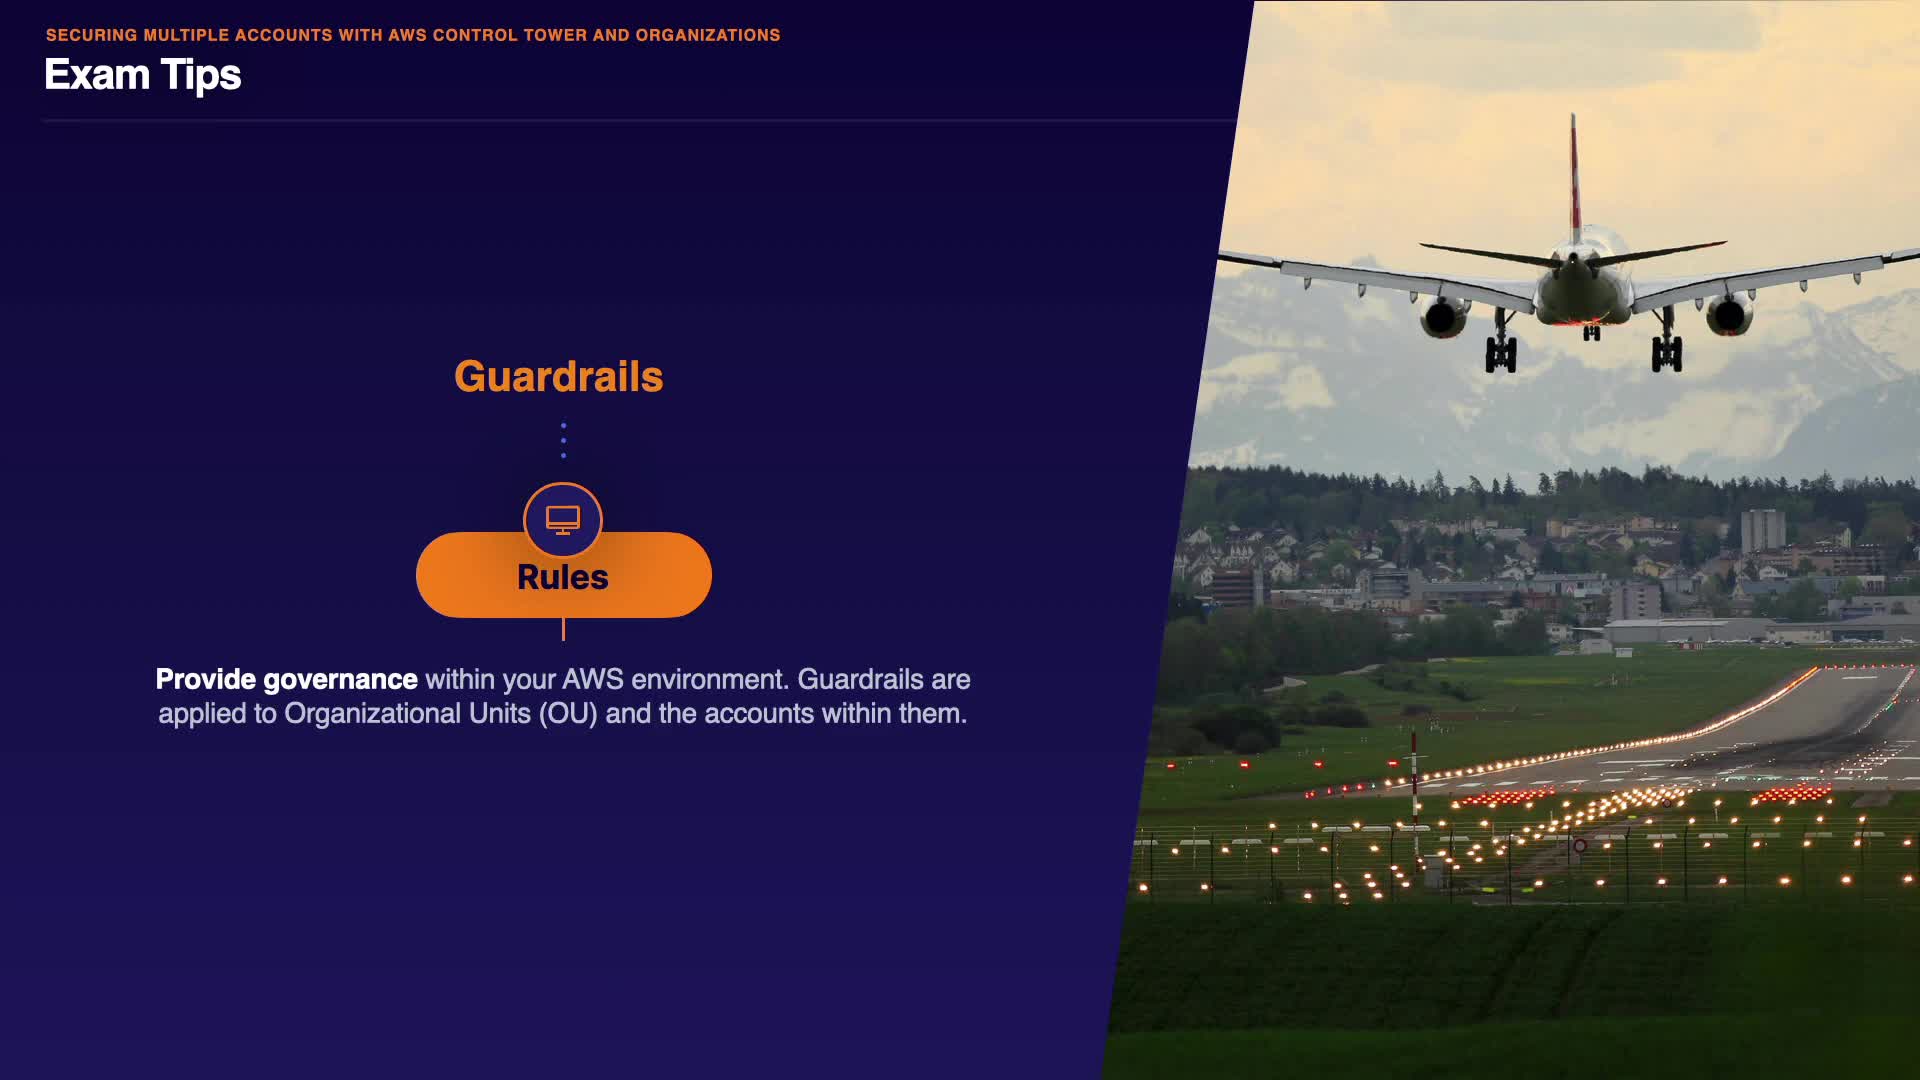 SECURING MULTIPLE ACCOUNTS WITH AWS CONTROL TOWER AND ORGANIZATIONS
Exam Tips
Guardrails
Rules
Provide governance within your AWS environment. Guardrails are
applied to Organizational Units (OU) and the accounts within them.